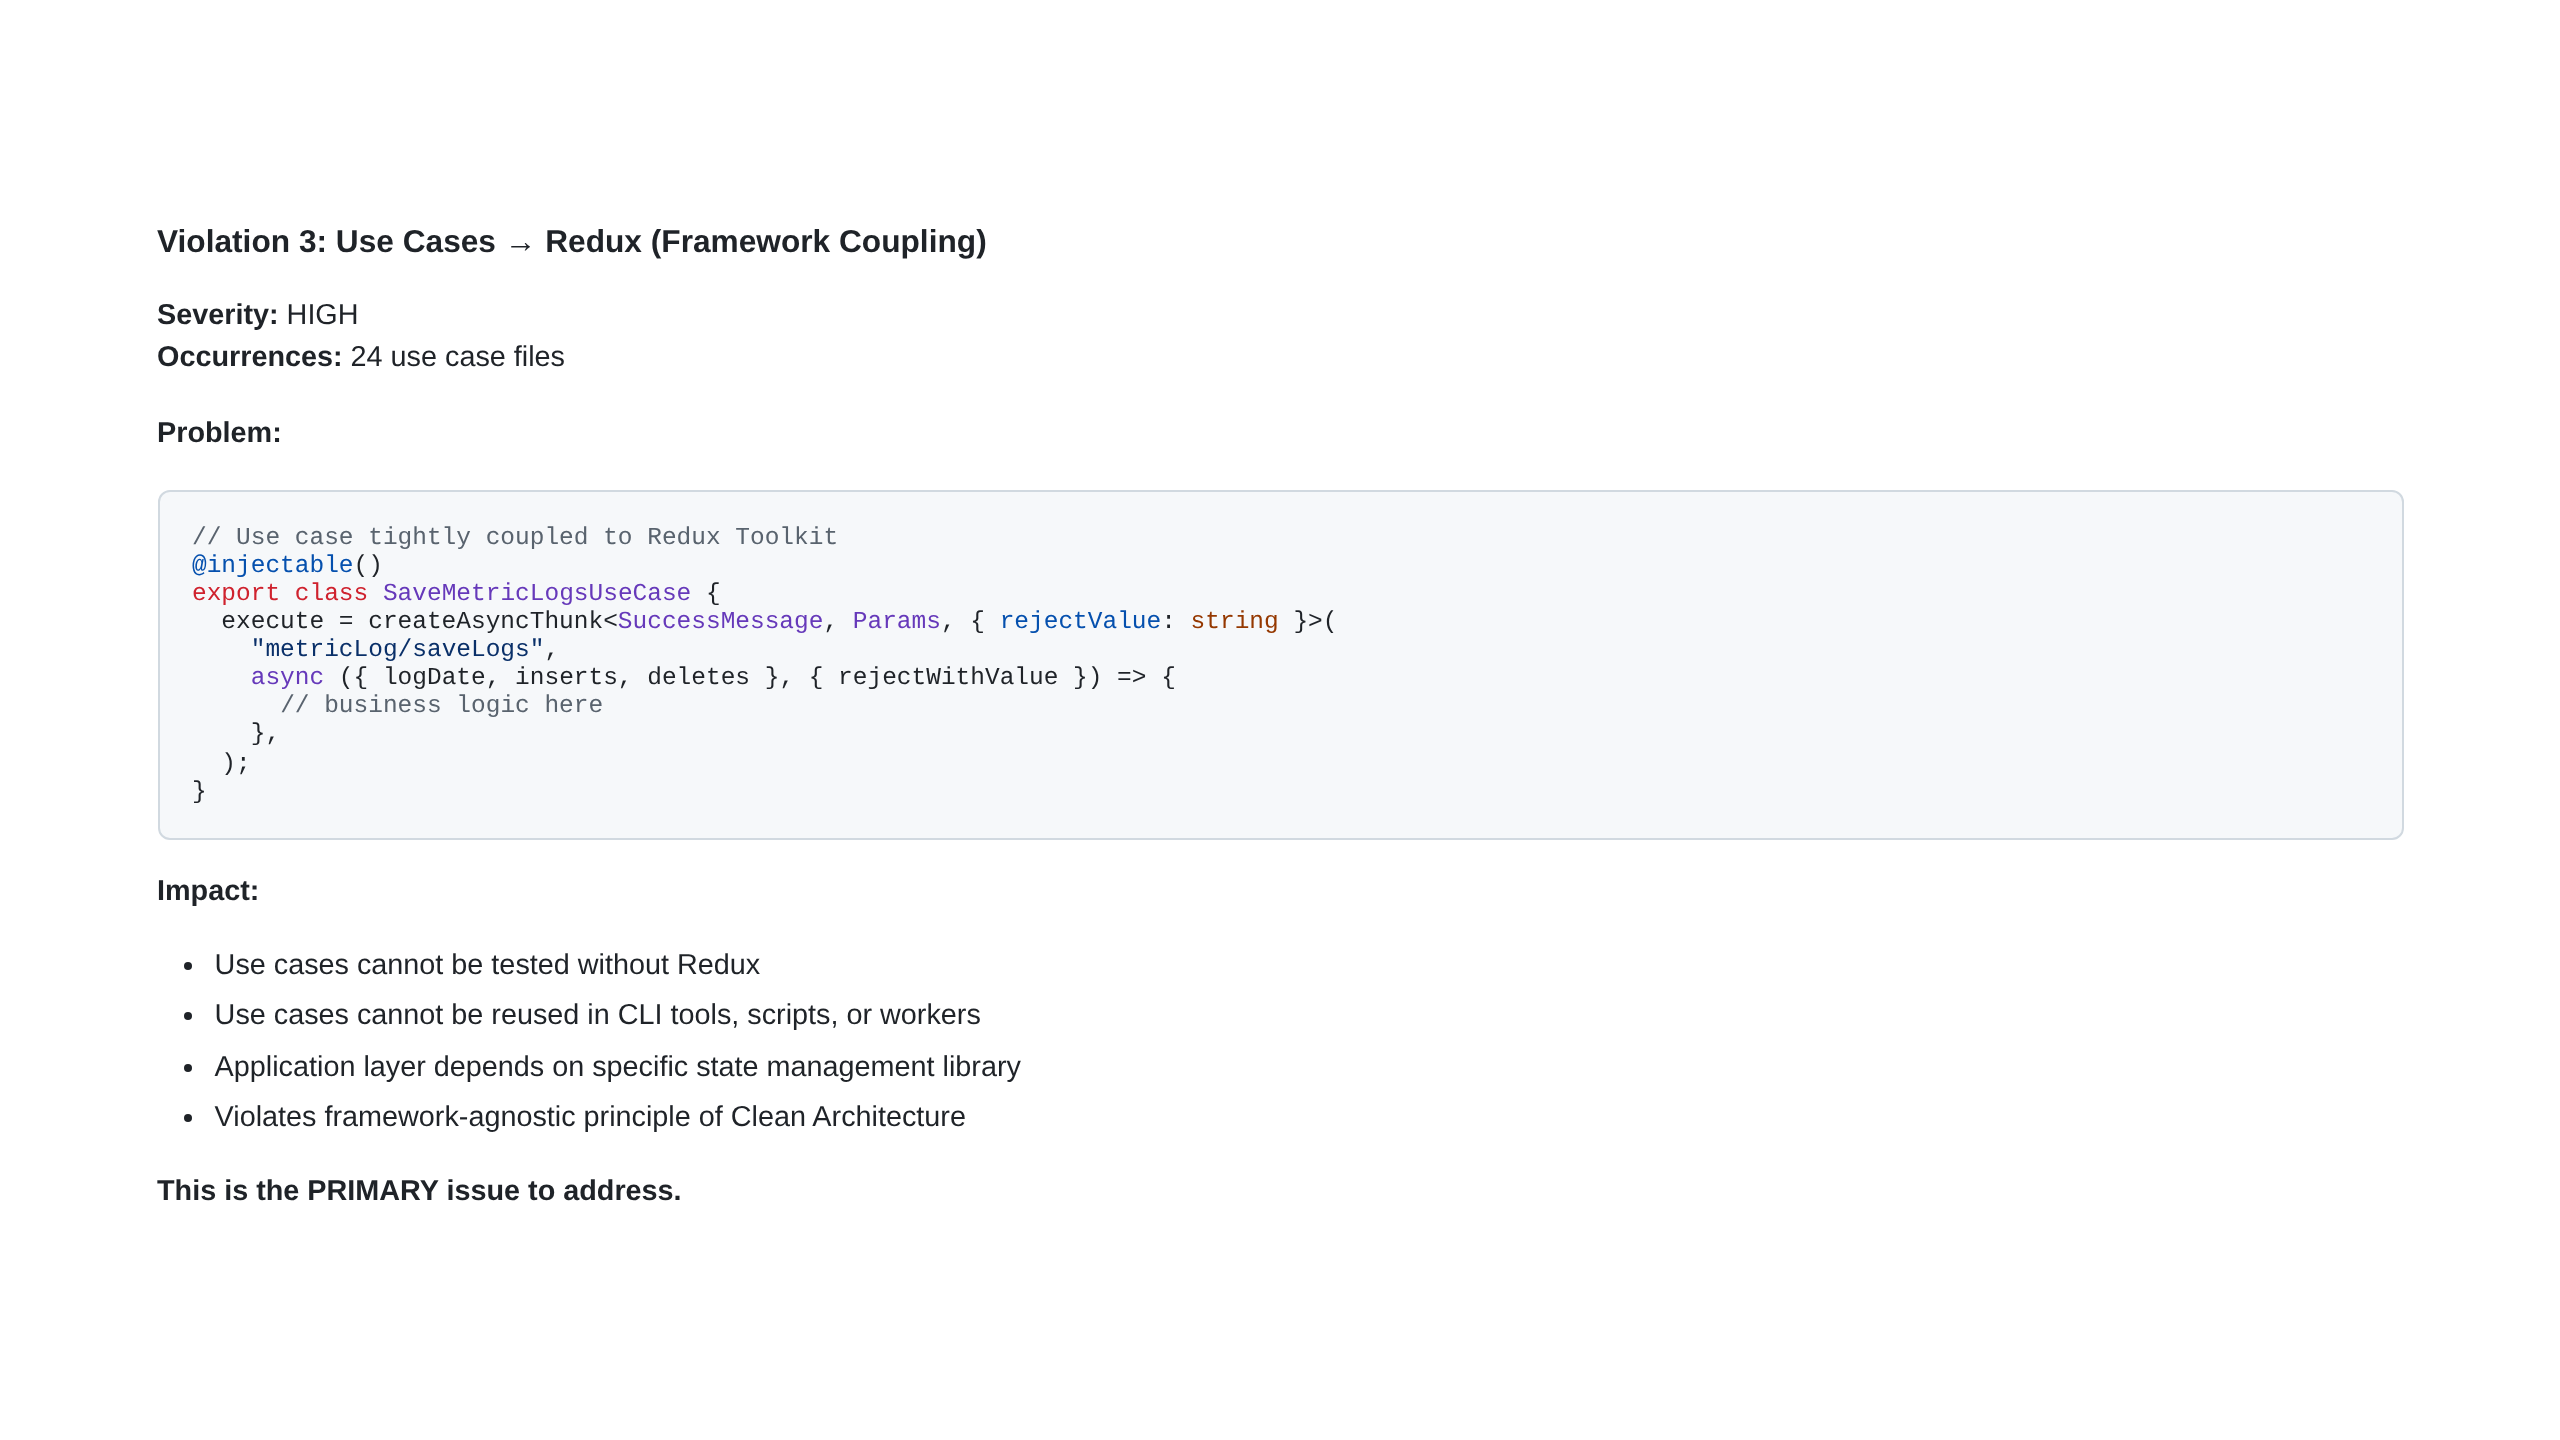 Violation 3: Use Cases → Redux (Framework Coupling)
Severity: HIGH
Occurrences: 24 use case files
Problem:
// Use case tightly coupled to Redux Toolkit
@injectable()
export class SaveMetricLogsUseCase {
  execute = createAsyncThunk<SuccessMessage, Params, { rejectValue: string }>(
    "metricLog/saveLogs",
    async ({ logDate, inserts, deletes }, { rejectWithValue }) => {
      // business logic here
    },
  );
}
Impact:
• Use cases cannot be tested without Redux
• Use cases cannot be reused in CLI tools, scripts, or workers
• Application layer depends on specific state management library
• Violates framework-agnostic principle of Clean Architecture
This is the PRIMARY issue to address.